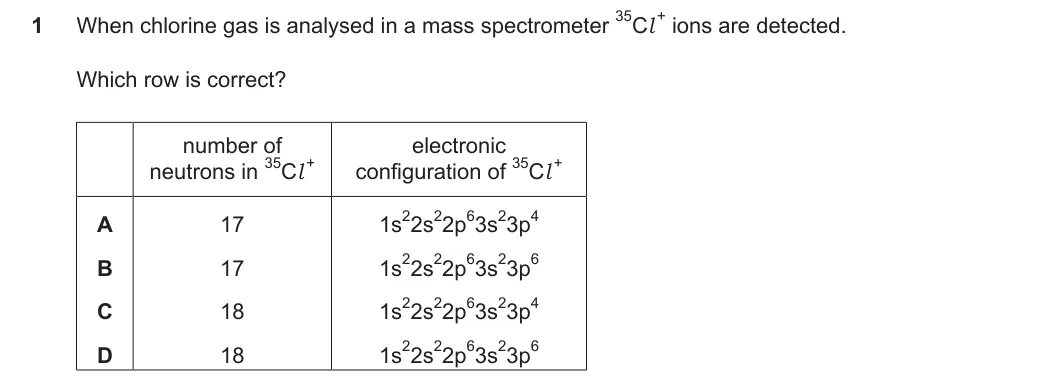 1 When chlorine gas is analysed in a mass spectrometer ³⁵Cl⁺ ions are detected.
Which row is correct?
number of neutrons in ³⁵Cl⁺ electronic configuration of ³⁵Cl⁺
A 17 1s²2s²2p⁶3s²3p⁴
B 17 1s²2s²2p⁶3s²3p⁶
C 18 1s²2s²2p⁶3s²3p⁴
D 18 1s²2s²2p⁶3s²3p⁶